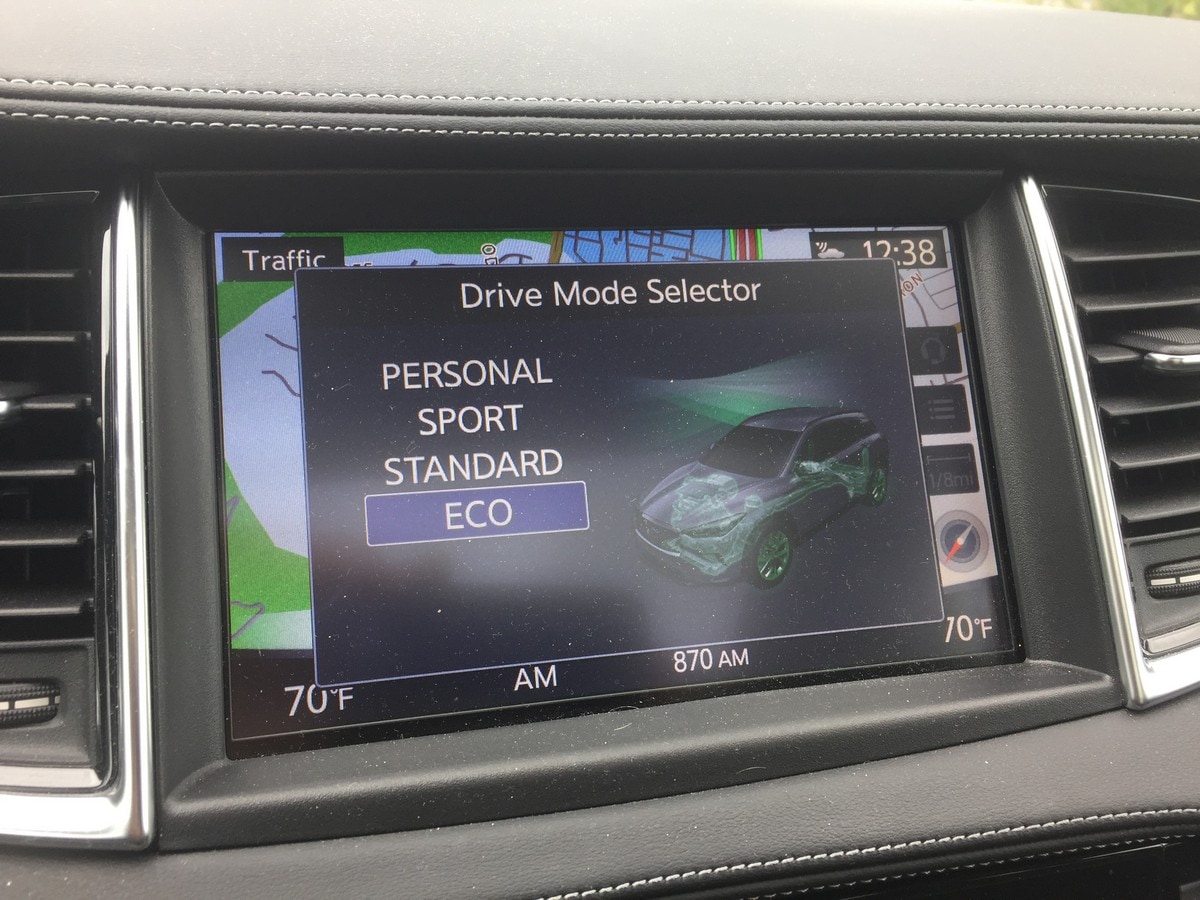 Traffic
12:38
Drive Mode Selector
PERSONAL
SPORT
STANDARD
ECO
1/8mi
70°F
AM
870 AM
70°F